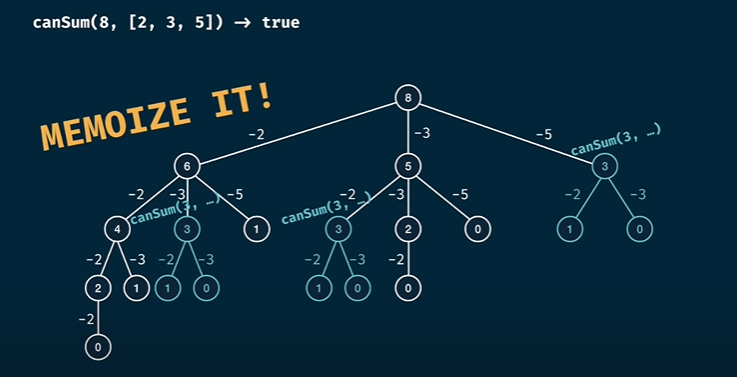 canSum(8, [2, 3, 5]) → true
MEMOIZE IT!
8
-2 -3 -5
canSum(3, …)
6 5 3
-2 -3 -5 -2 -3 -5 -2 -3
canSum(3, …) canSum(3, …)
4 3 1 3 2 0 1 0
-2 -3 -2 -3 -2 -3 -2
2 1 1 0 1 0 0
-2
0